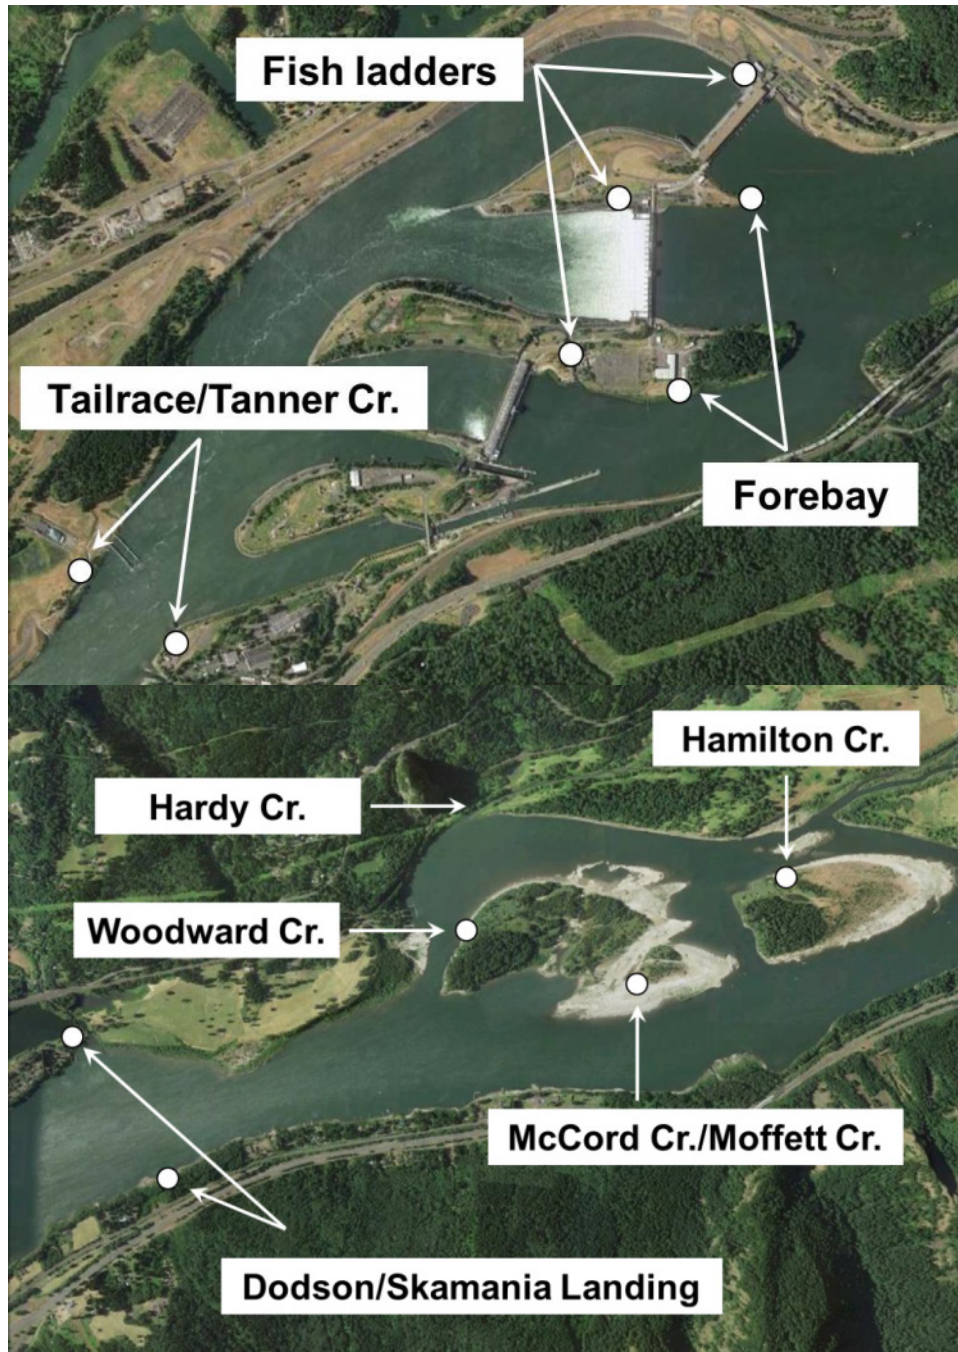 Fish ladders
Tailrace/Tanner Cr.
Forebay
Hamilton Cr.
Hardy Cr.
Woodward Cr.
McCord Cr./Moffett Cr.
Dodson/Skamania Landing